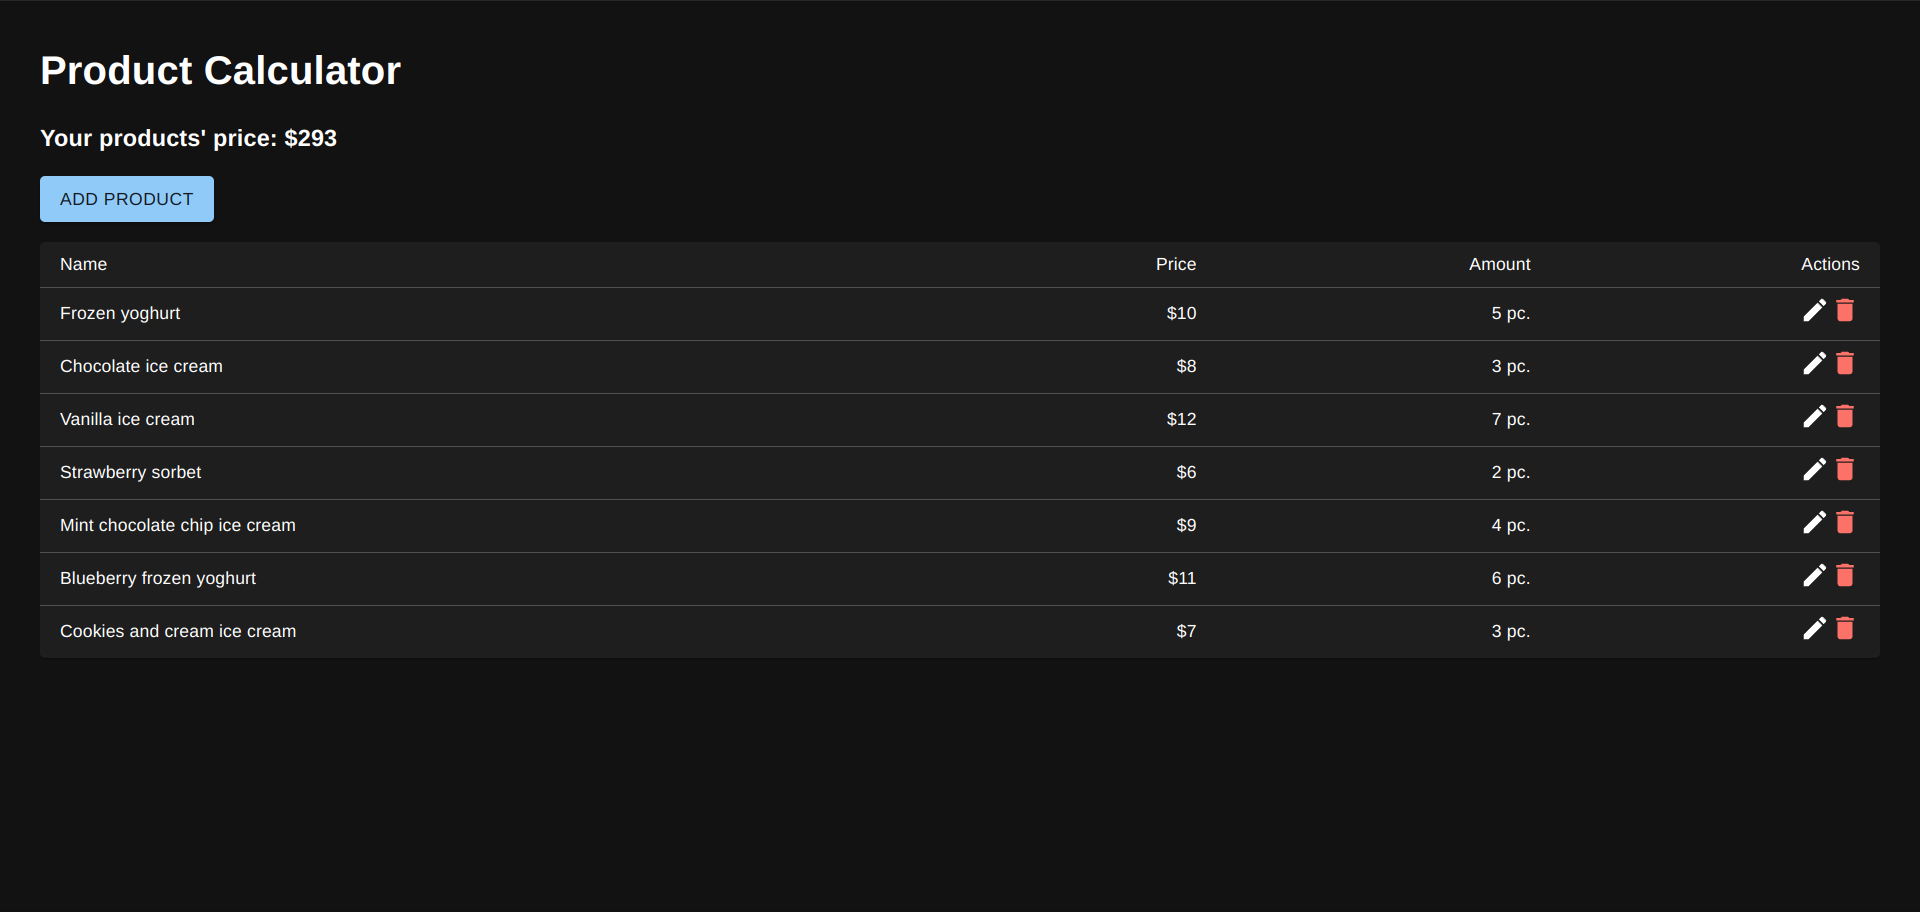 Product Calculator
Your products' price: $293
ADD PRODUCT
Name Price Amount Actions
Frozen yoghurt $10 5 pc.
Chocolate ice cream $8 3 pc.
Vanilla ice cream $12 7 pc.
Strawberry sorbet $6 2 pc.
Mint chocolate chip ice cream $9 4 pc.
Blueberry frozen yoghurt $11 6 pc.
Cookies and cream ice cream $7 3 pc.